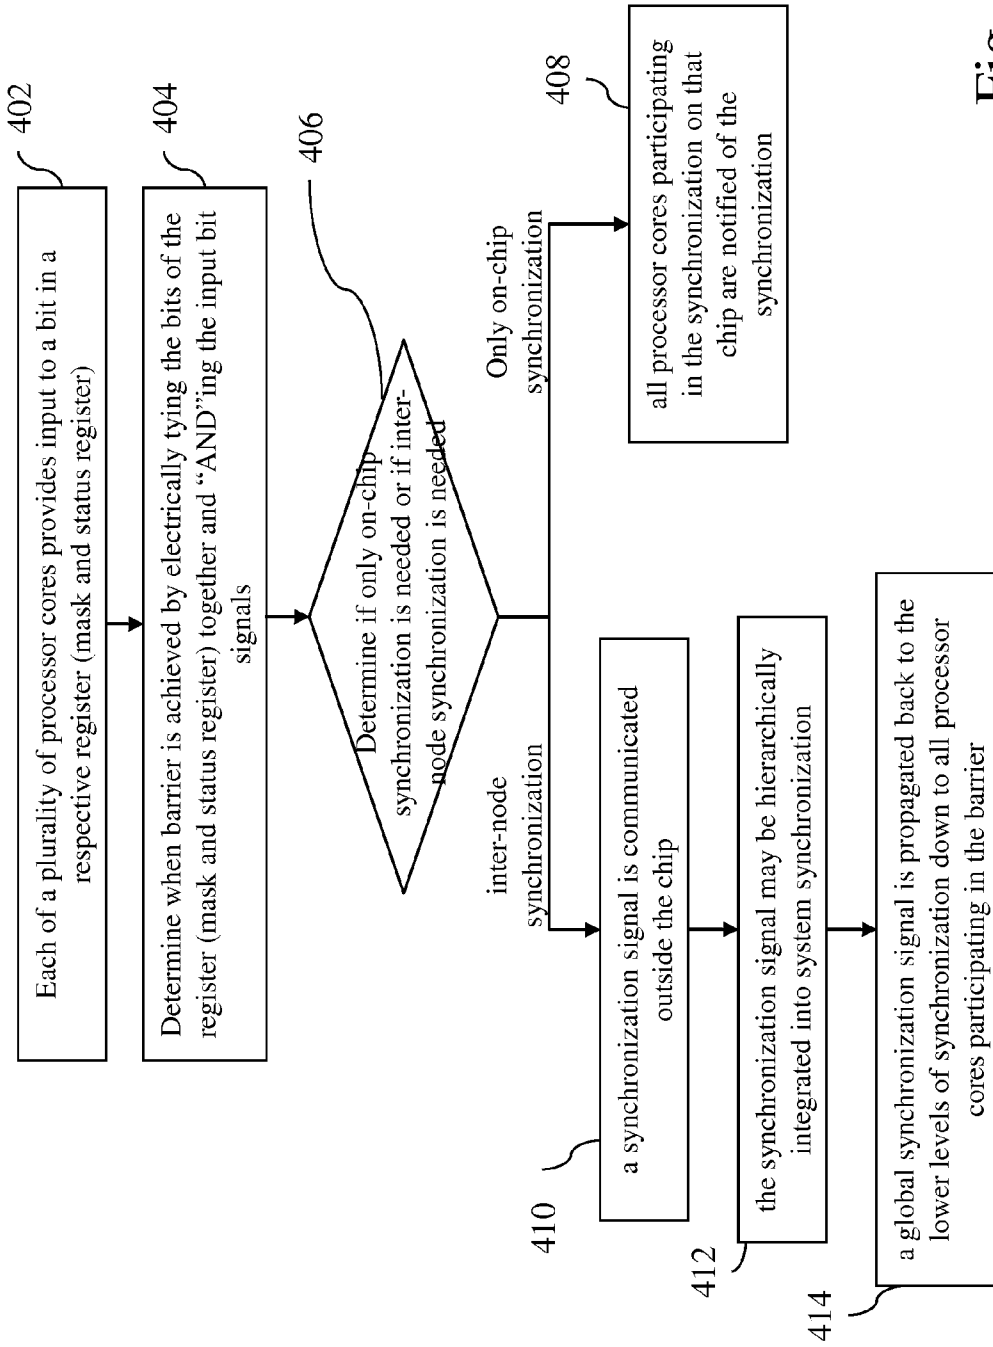 402
Each of a plurality of processor cores provides input to a bit in a
respective register (mask and status register)
404
Determine when barrier is achieved by electrically tying the bits of the
register (mask and status register) together and “AND”ing the input bit
signals
406
Determine if only on-chip
synchronization is needed or if inter-
node synchronization is needed
inter-node
synchronization
Only on-chip
synchronization
408
all processor cores participating
in the synchronization on that
chip are notified of the
synchronization
410
a synchronization signal is communicated
outside the chip
412
the synchronization signal may be hierarchically
integrated into system synchronization
414
a global synchronization signal is propagated back to the
lower levels of synchronization down to all processor
cores participating in the barrier